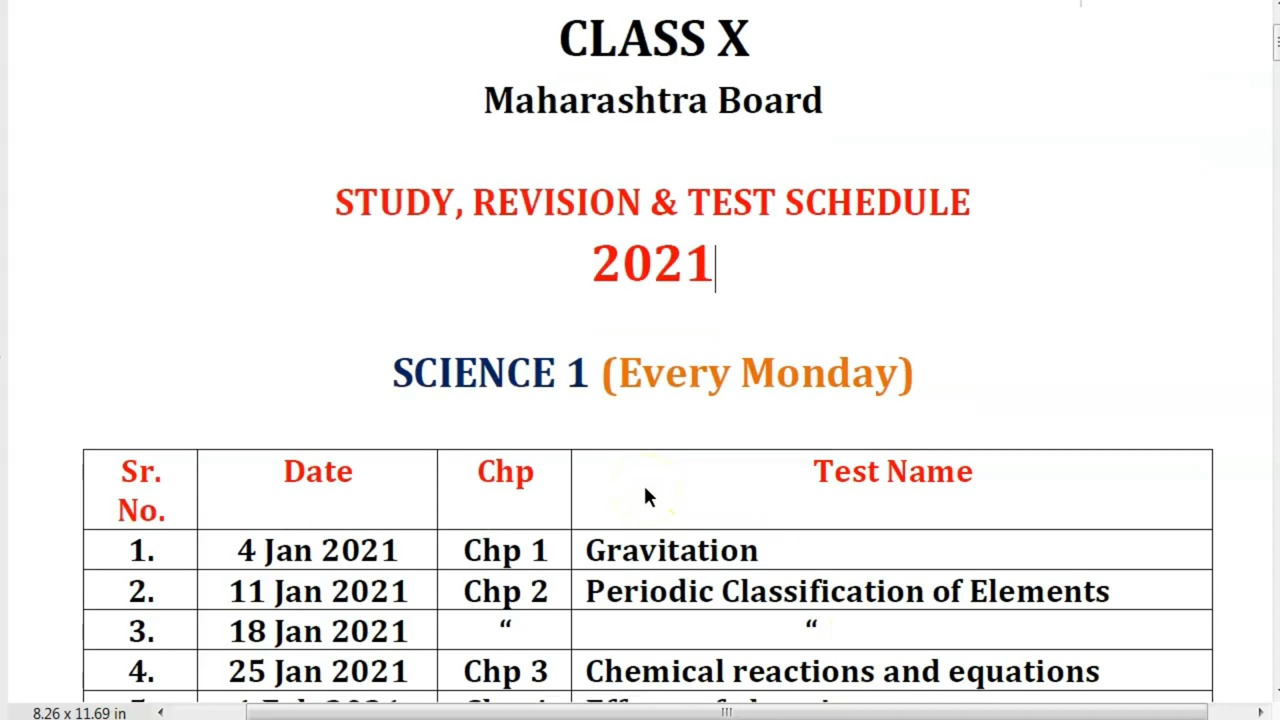 CLASS X
Maharashtra Board
STUDY, REVISION & TEST SCHEDULE
2021
SCIENCE 1 (Every Monday)
Sr. No. Date Chp Test Name
1. 4 Jan 2021 Chp 1 Gravitation
2. 11 Jan 2021 Chp 2 Periodic Classification of Elements
3. 18 Jan 2021 “ “
4. 25 Jan 2021 Chp 3 Chemical reactions and equations
8.26 x 11.69 in